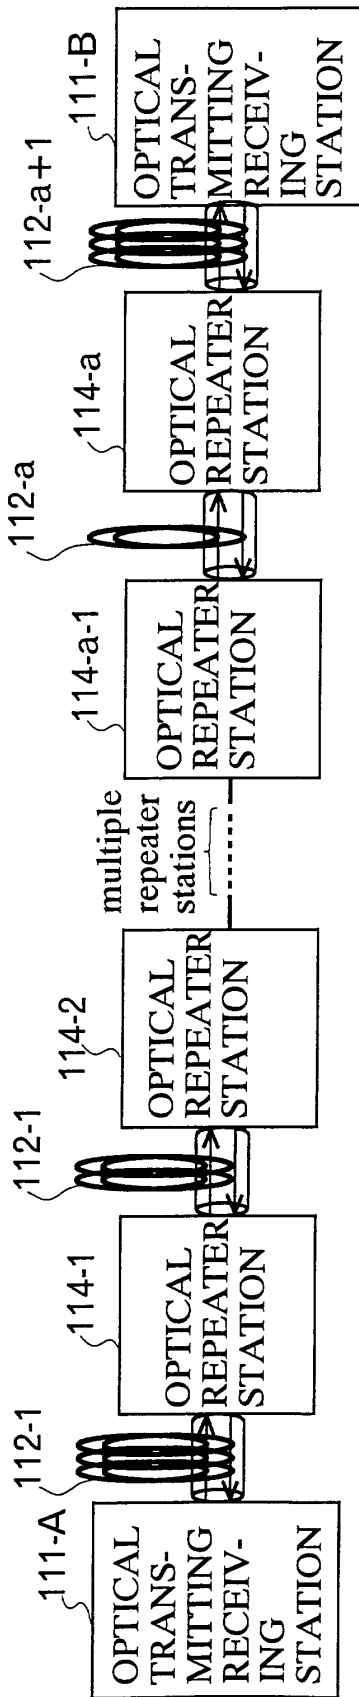 111-A
OPTICAL
TRANS-
MITTING
RECEIV-
ING
STATION
112-1
114-1
OPTICAL
REPEATER
STATION
112-1
114-2
OPTICAL
REPEATER
STATION
multiple
repeater
stations
114-a-1
OPTICAL
REPEATER
STATION
112-a
114-a
OPTICAL
REPEATER
STATION
112-a+1
111-B
OPTICAL
TRANS-
MITTING
RECEIV-
ING
STATION